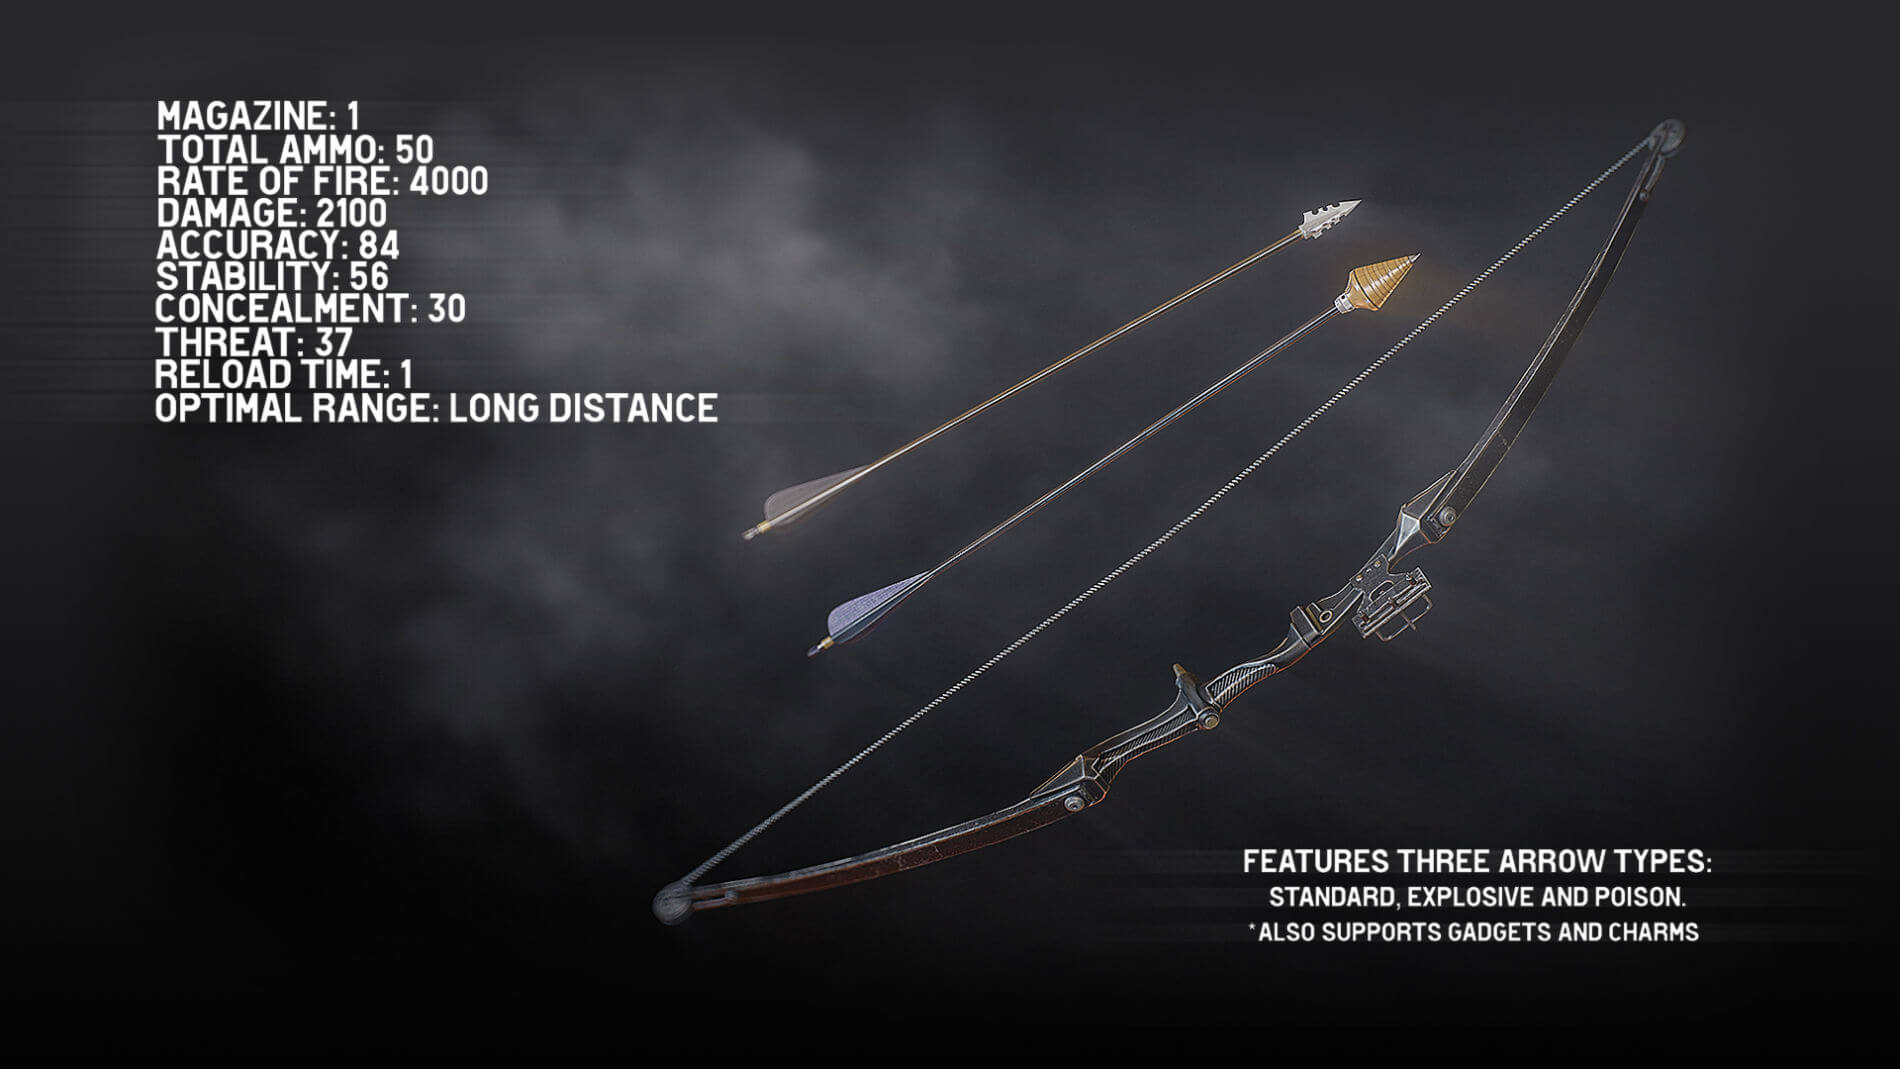 MAGAZINE: 1
TOTAL AMMO: 50
RATE OF FIRE: 4000
DAMAGE: 2100
ACCURACY: 84
STABILITY: 56
CONCEALMENT: 30
THREAT: 37
RELOAD TIME: 1
OPTIMAL RANGE: LONG DISTANCE
FEATURES THREE ARROW TYPES:
STANDARD, EXPLOSIVE AND POISON.
*ALSO SUPPORTS GADGETS AND CHARMS